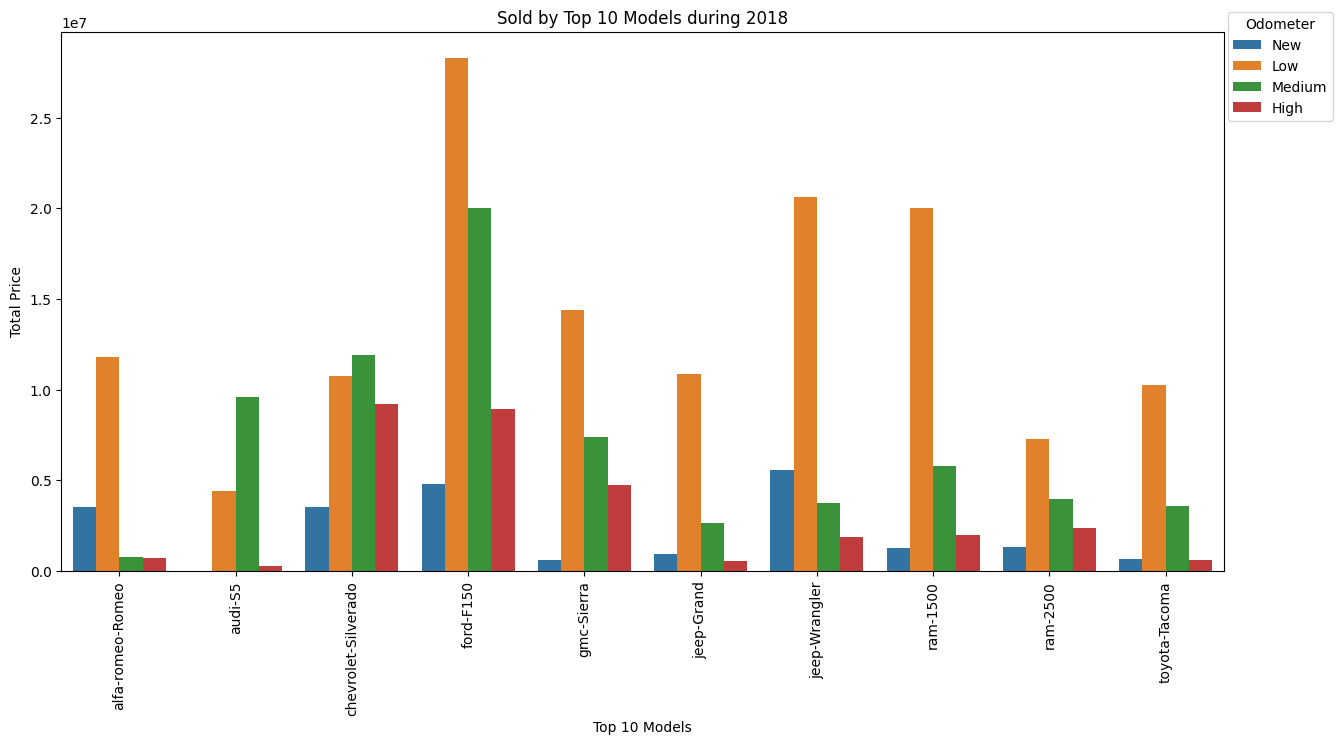 Sold by Top 10 Models during 2018
1e7
Odometer
New
Low
Medium
High
Total Price
2.5
2.0
1.5
1.0
0.5
0.0
alfa-romeo-Romeo
audi-S5
chevrolet-Silverado
ford-F150
gmc-Sierra
jeep-Grand
jeep-Wrangler
ram-1500
ram-2500
toyota-Tacoma
Top 10 Models